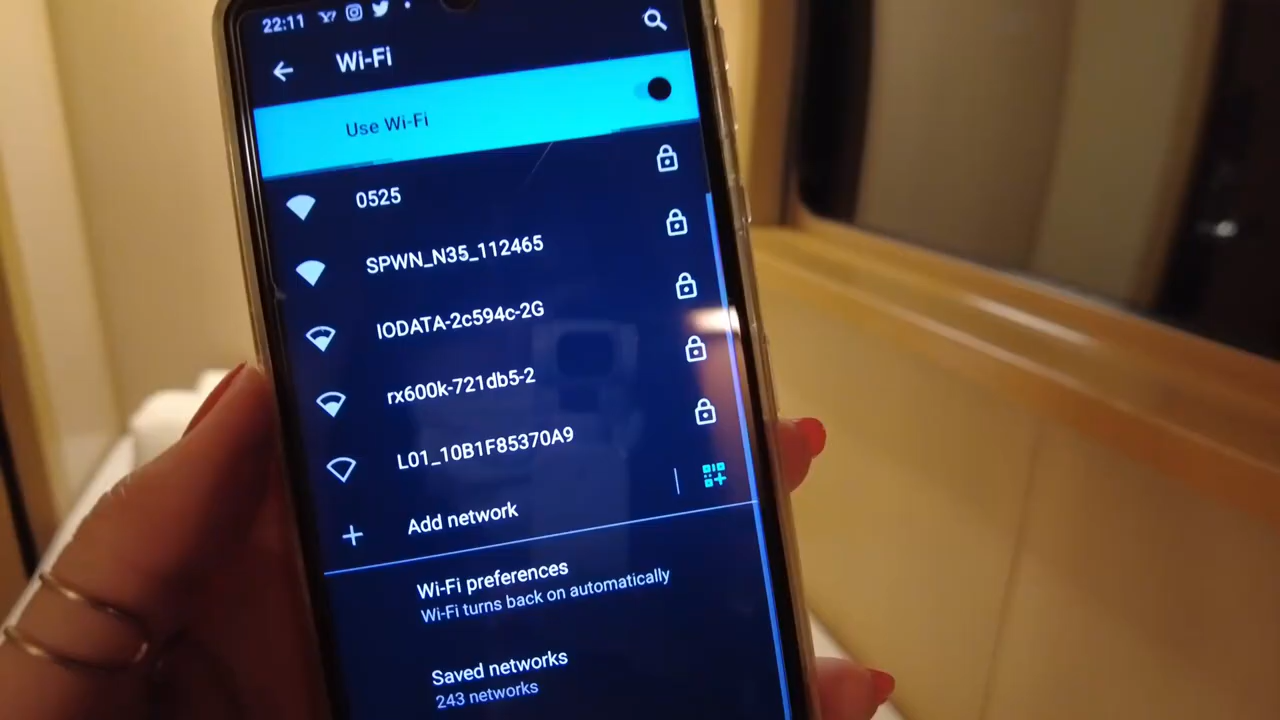 22:11
Wi-Fi
Use Wi-Fi
0525
SPWN_N35_112465
IODATA-2c594c-2G
rx600k-721db5-2
L01_10B1F85370A9
Add network
Wi-Fi preferences
Wi-Fi turns back on automatically
Saved networks
243 networks